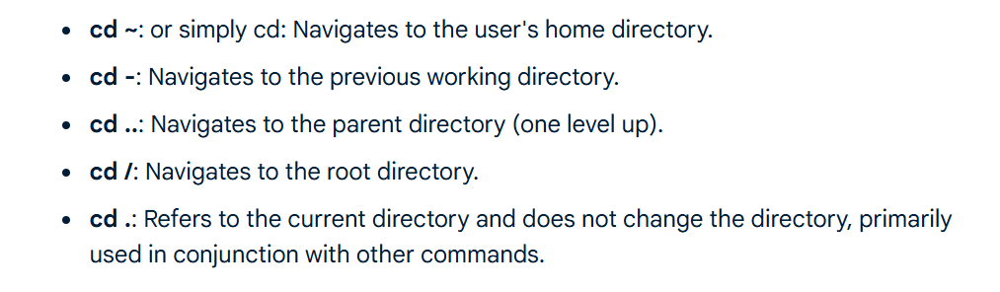 cd ~: or simply cd: Navigates to the user's home directory.
cd -: Navigates to the previous working directory.
cd ..: Navigates to the parent directory (one level up).
cd /: Navigates to the root directory.
cd .: Refers to the current directory and does not change the directory, primarily
used in conjunction with other commands.